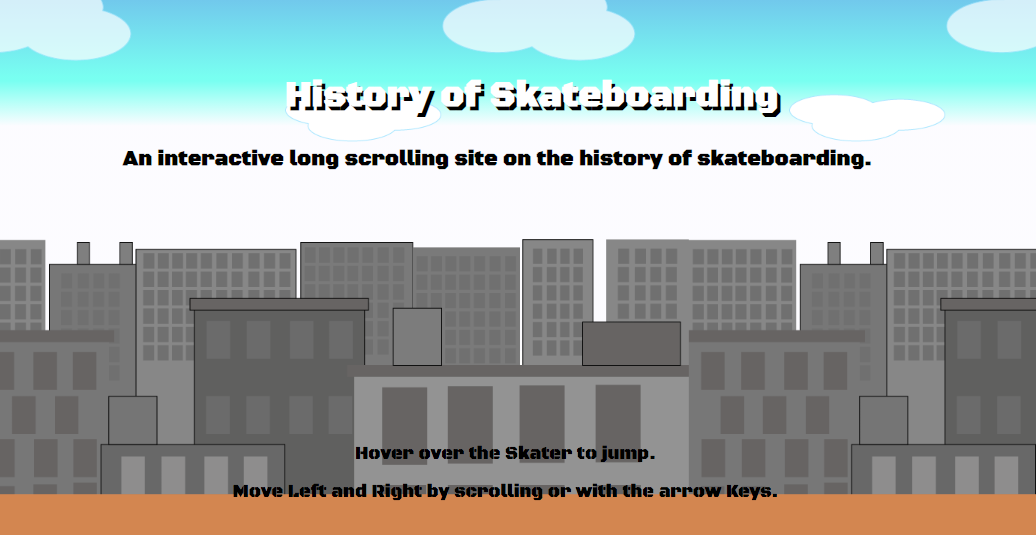 History of Skateboarding
An interactive long scrolling site on the history of skateboarding.
Hover over the Skater to jump.
Move Left and Right by scrolling or with the arrow Keys.